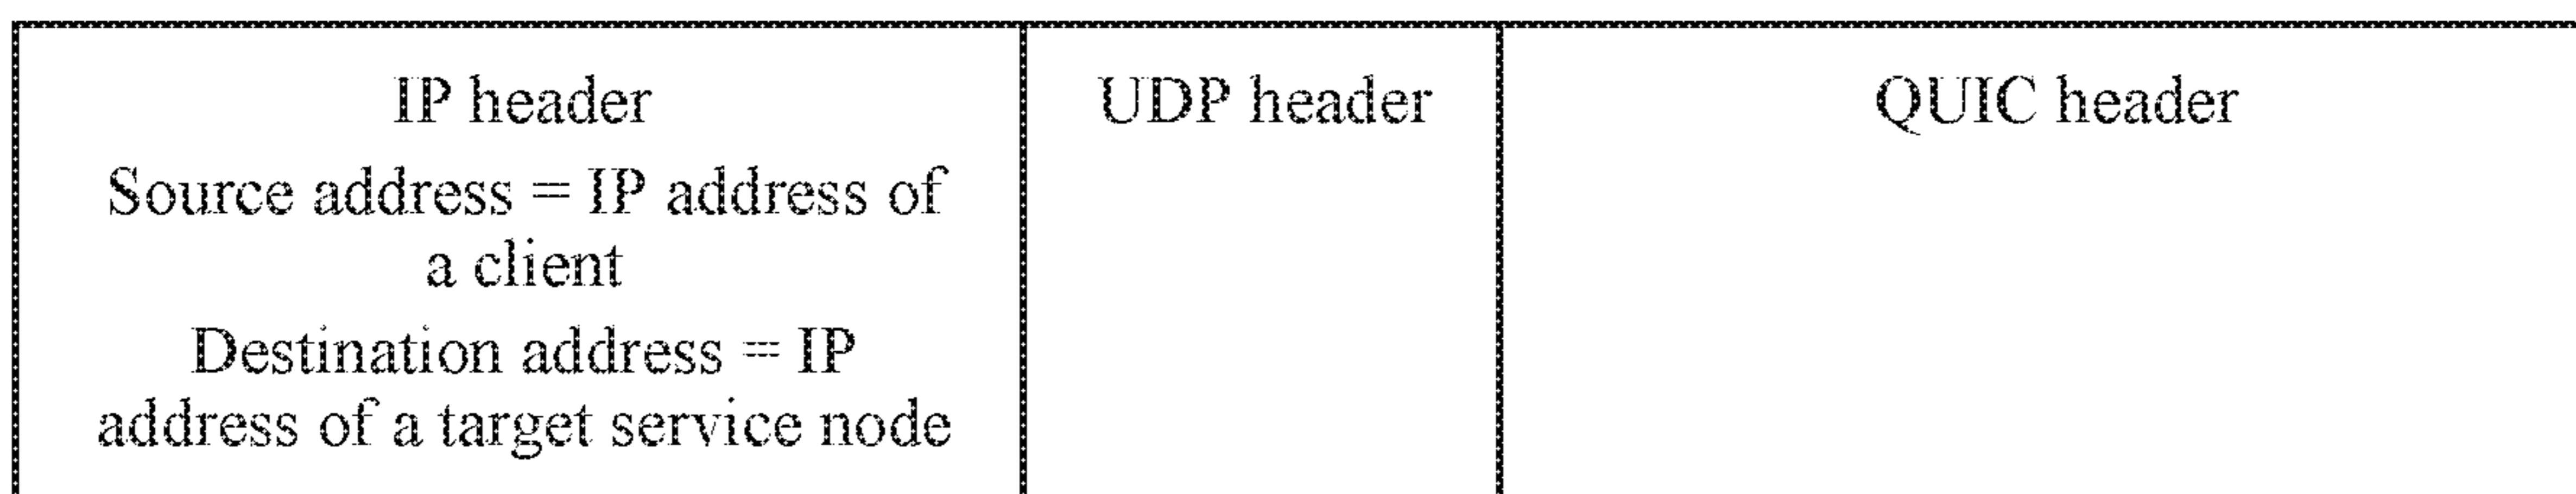 IP header
Source address = IP address of
a client
Destination address = IP
address of a target service node
UDP header
QUIC header